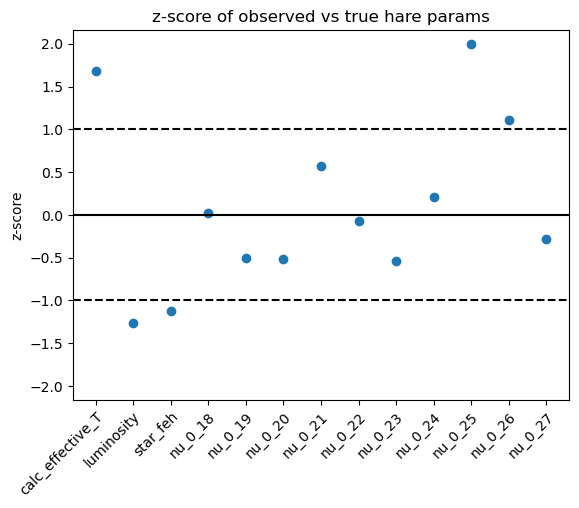 z-score of observed vs true hare params
z-score
2.0
1.5
1.0
0.5
0.0
−0.5
−1.0
−1.5
−2.0
calc_effective_T
luminosity
star_feh
nu_0_18
nu_0_19
nu_0_20
nu_0_21
nu_0_22
nu_0_23
nu_0_24
nu_0_25
nu_0_26
nu_0_27